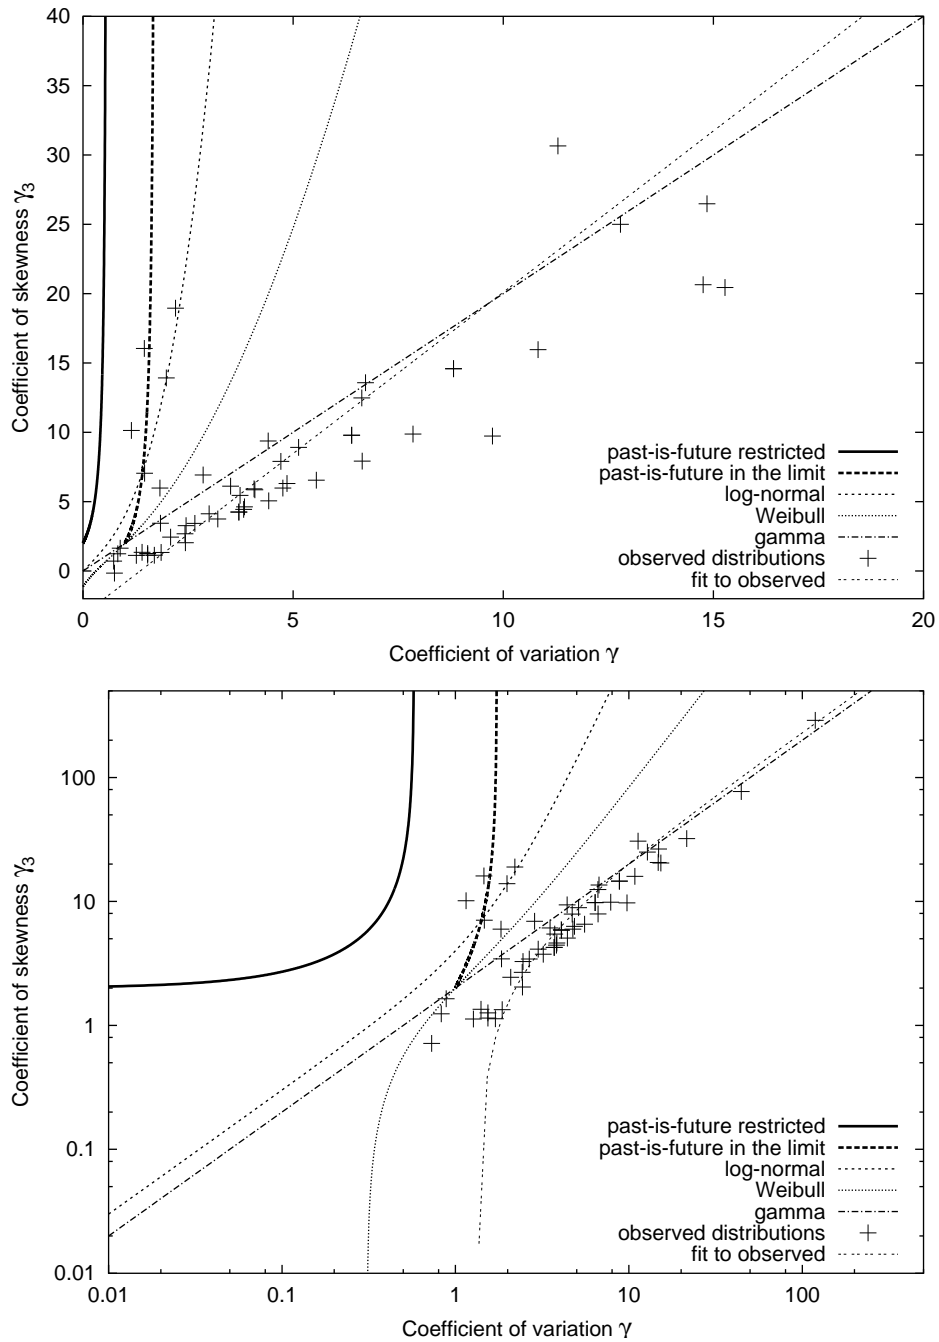 40
35
30
25
20
15
10
5
0
Coefficient of skewness γ3
past-is-future restricted
past-is-future in the limit
log-normal
Weibull
gamma
observed distributions
fit to observed
0 5 10 15 20
Coefficient of variation γ
100
10
1
0.1
0.01
Coefficient of skewness γ3
past-is-future restricted
past-is-future in the limit
log-normal
Weibull
gamma
observed distributions
fit to observed
0.01 0.1 1 10 100
Coefficient of variation γ